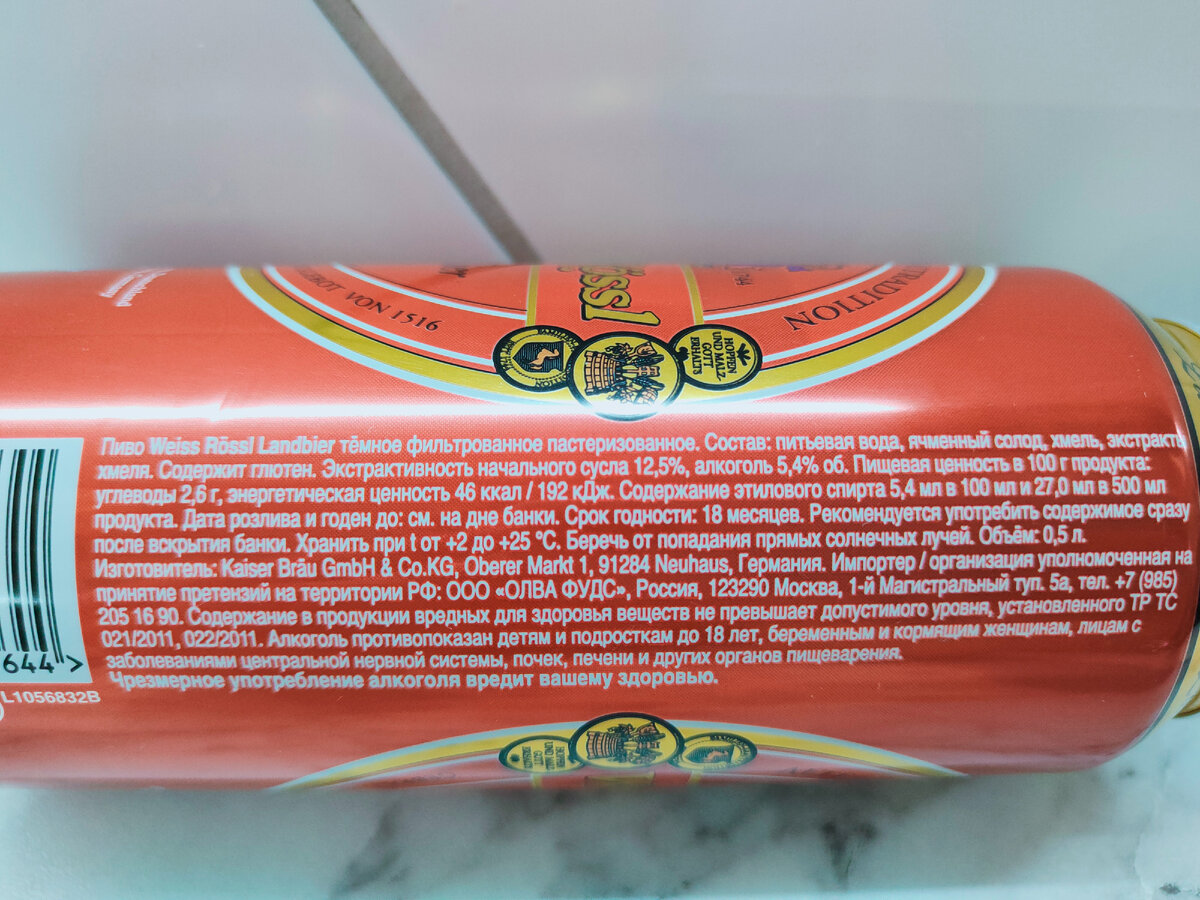 BOT VON 1516
össl
TRADITION
HOPFEN
UND MALZ
GOTT
ERHALT'S
Пиво Weiss Rössl Landbier тёмное фильтрованное пастеризованное. Состав: питьевая вода, ячменный солод, хмель, экстракт
хмеля. Содержит глютен. Экстрактивность начального сусла 12,5%, алкоголь 5,4% об. Пищевая ценность в 100 г продукта:
углеводы 2,6 г, энергетическая ценность 46 ккал / 192 кДж. Содержание этилового спирта 5,4 мл в 100 мл и 27,0 мл в 500 мл
продукта. Дата розлива и годен до: см. на дне банки. Срок годности: 18 месяцев. Рекомендуется употребить содержимое сразу
после вскрытия банки. Хранить при t от +2 до +25 °C. Беречь от попадания прямых солнечных лучей. Объём: 0,5 л.
Изготовитель: Kaiser Bräu GmbH & Co.KG, Oberer Markt 1, 91284 Neuhaus, Германия. Импортер / организация уполномоченная на
принятие претензий на территории РФ: ООО «ОЛВА ФУДС», Россия, 123290 Москва, 1-й Магистральный туп. 5а, тел. +7 (985)
205 16 90. Содержание в продукции вредных для здоровья веществ не превышает допустимого уровня, установленного ТР ТС
021/2011, 022/2011. Алкоголь противопоказан детям и подросткам до 18 лет, беременным и кормящим женщинам, лицам с
заболеваниями центральной нервной системы, почек, печени и других органов пищеварения.
Чрезмерное употребление алкоголя вредит вашему здоровью.
644 >
L1056832B
HOPFEN
UND MALZ
GOTT
ERHALT'S